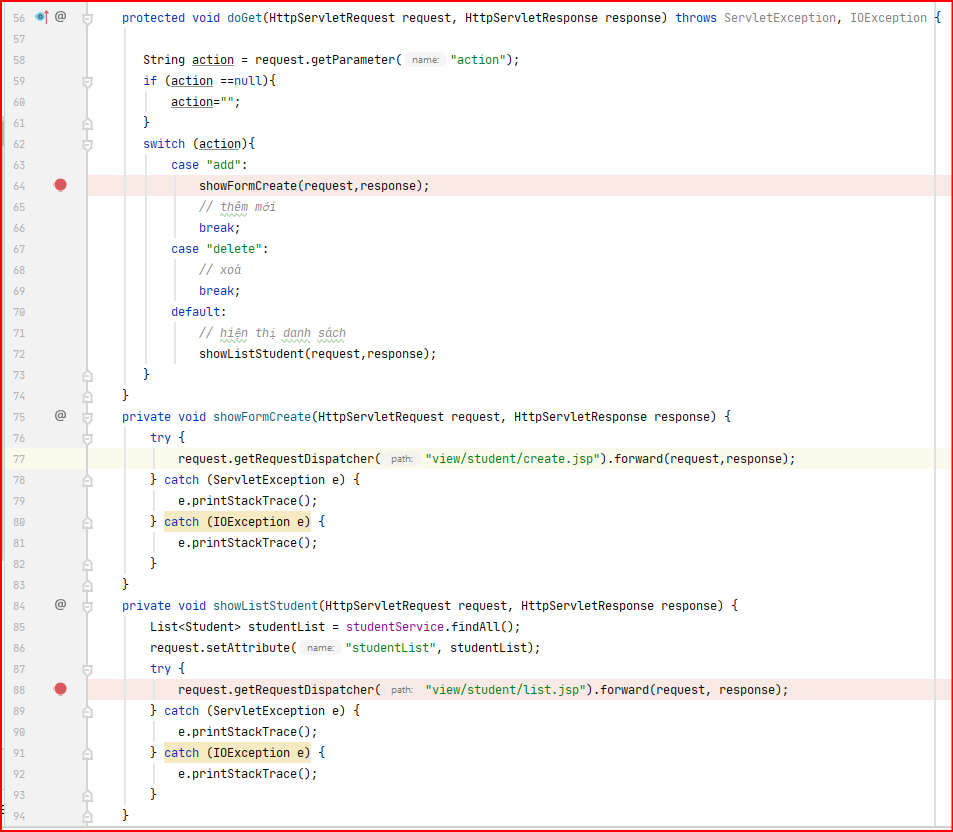 56 @ protected void doGet(HttpServletRequest request, HttpServletResponse response) throws ServletException, IOException {
57
58 String action = request.getParameter( name: "action");
59 if (action ==null){
60 action="";
61 }
62 switch (action){
63 case "add":
64 showFormCreate(request,response);
65 // thêm mới
66 break;
67 case "delete":
68 // xoá
69 break;
70 default:
71 // hiện thị danh sách
72 showListStudent(request,response);
73 }
74 }
75 @ private void showFormCreate(HttpServletRequest request, HttpServletResponse response) {
76 try {
77 request.getRequestDispatcher( path: "view/student/create.jsp").forward(request,response);
78 } catch (ServletException e) {
79 e.printStackTrace();
80 } catch (IOException e) {
81 e.printStackTrace();
82 }
83 }
84 @ private void showListStudent(HttpServletRequest request, HttpServletResponse response) {
85 List<Student> studentList = studentService.findAll();
86 request.setAttribute( name: "studentList", studentList);
87 try {
88 request.getRequestDispatcher( path: "view/student/list.jsp").forward(request, response);
89 } catch (ServletException e) {
90 e.printStackTrace();
91 } catch (IOException e) {
92 e.printStackTrace();
93 }
94 }